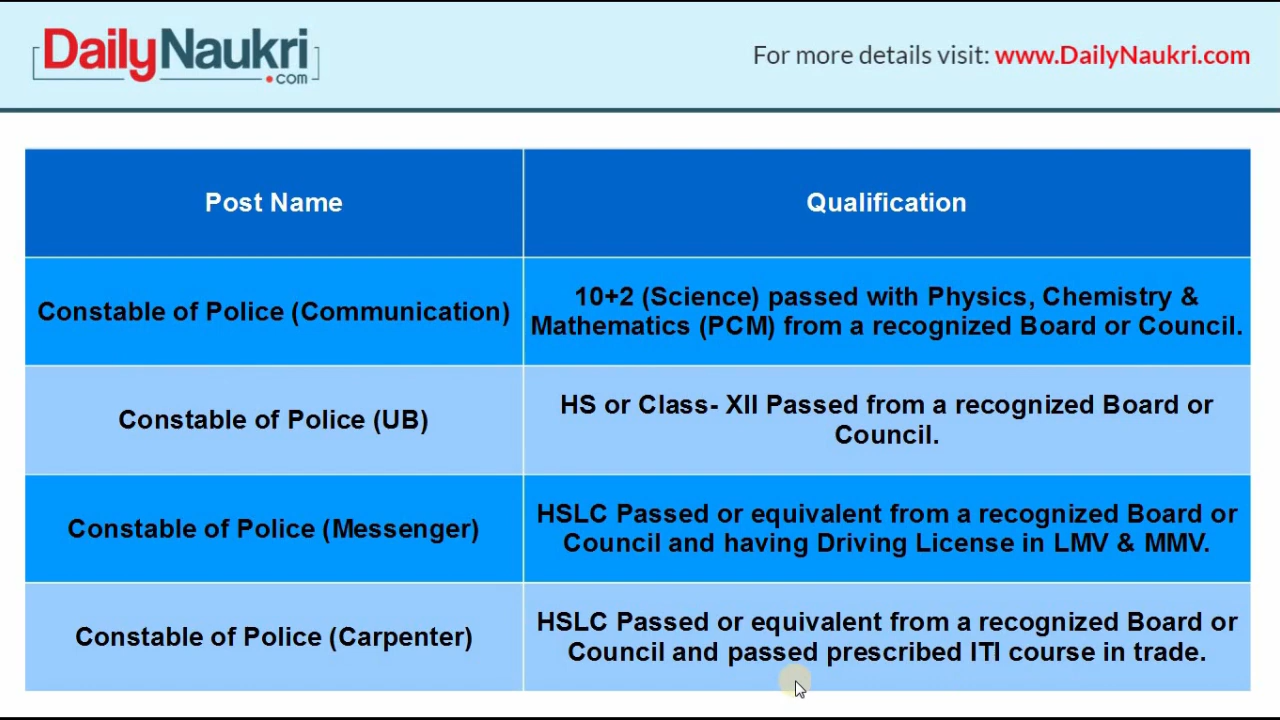 DailyNaukri
.com
For more details visit: www.DailyNaukri.com
Post Name
Qualification
Constable of Police (Communication)
10+2 (Science) passed with Physics, Chemistry &
Mathematics (PCM) from a recognized Board or Council.
Constable of Police (UB)
HS or Class- XII Passed from a recognized Board or
Council.
Constable of Police (Messenger)
HSLC Passed or equivalent from a recognized Board or
Council and having Driving License in LMV & MMV.
Constable of Police (Carpenter)
HSLC Passed or equivalent from a recognized Board or
Council and passed prescribed ITI course in trade.